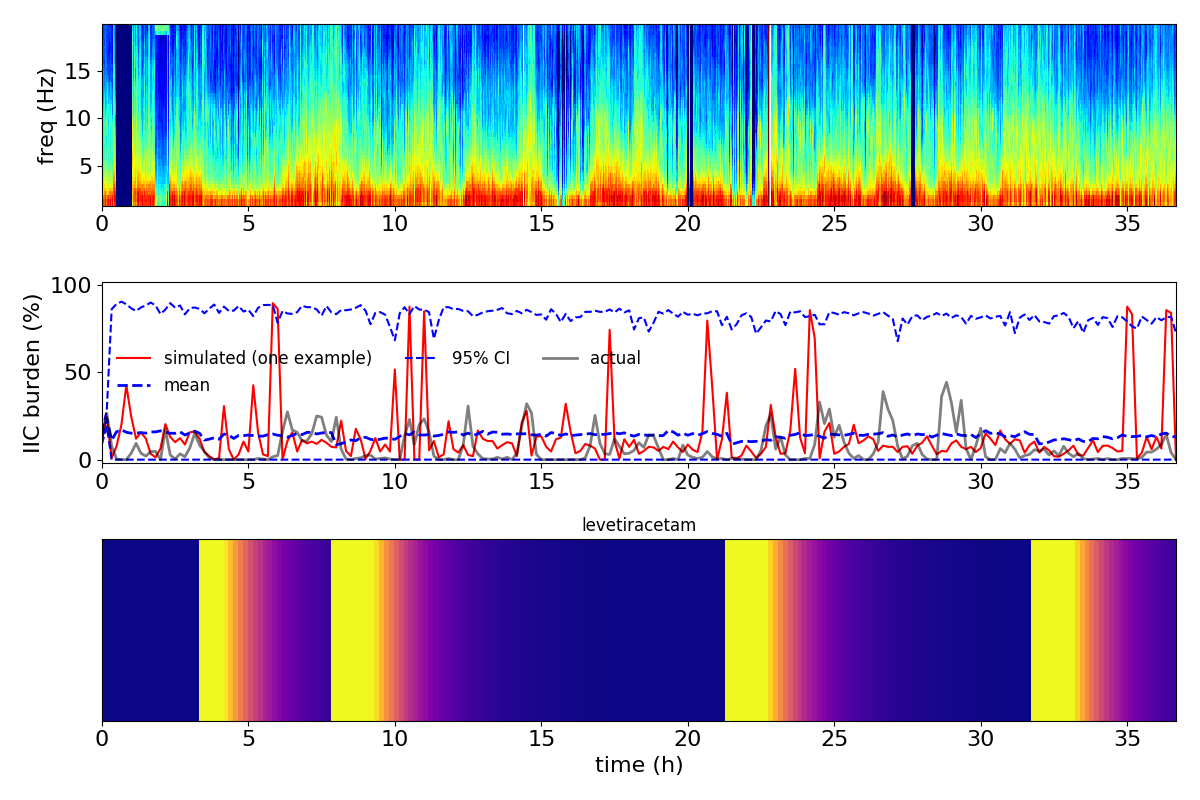 freq (Hz)
15
10
5
0 5 10 15 20 25 30 35
IIC burden (%)
100
50
0
simulated (one example) 95% CI actual
mean
0 5 10 15 20 25 30 35
levetiracetam
0 5 10 15 20 25 30 35
time (h)